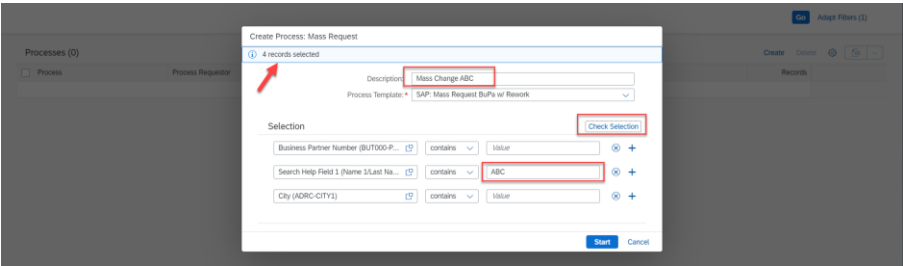 Go Adapt Filters (1)
Create Process: Mass Request
4 records selected
Processes (0)
Create Delete
Process Process Requestor Records
Description: Mass Change ABC
Process Template: * SAP: Mass Request BuPa w/ Rework
Selection Check Selection
Business Partner Number (BUT000-P... contains Value
Search Help Field 1 (Name 1/Last Na... contains ABC
City (ADRC-CITY1) contains Value
Start Cancel